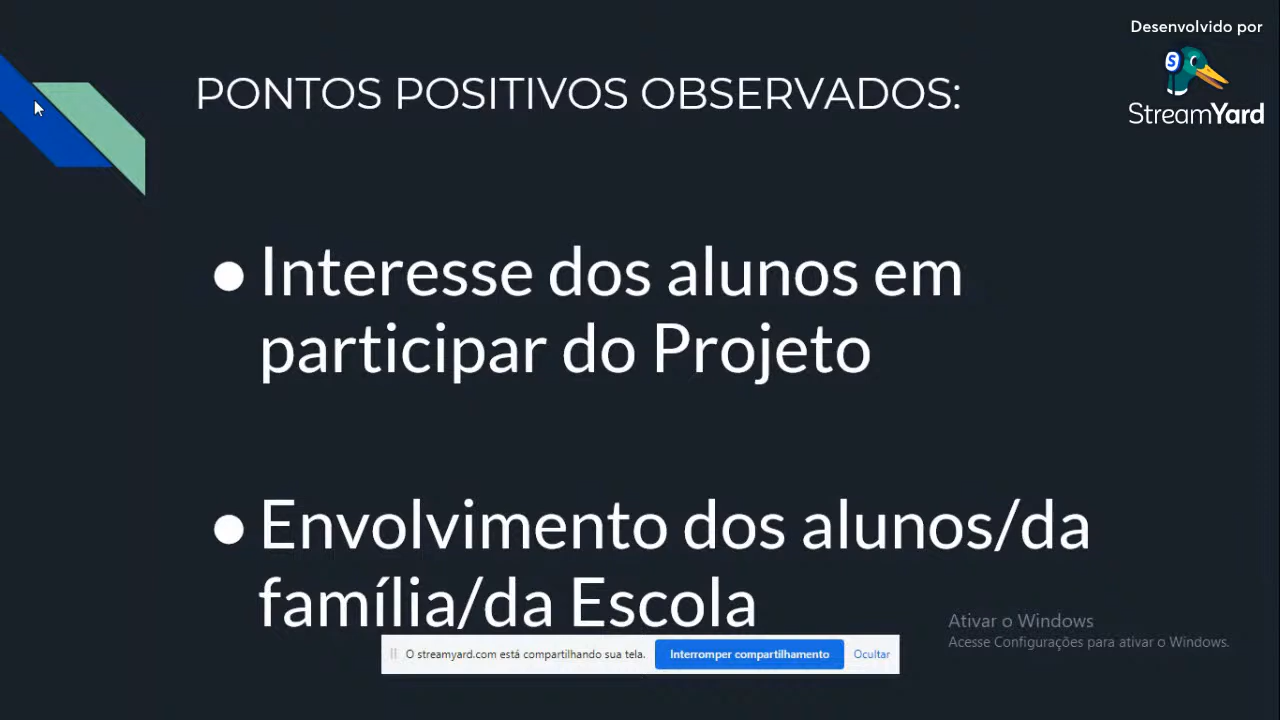 Desenvolvido por
StreamYard
PONTOS POSITIVOS OBSERVADOS:
● Interesse dos alunos em
participar do Projeto
● Envolvimento dos alunos/da
família/da Escola
Ativar o Windows
Acesse Configurações para ativar o Windows.
O streamyard.com está compartilhando sua tela. Interromper compartilhamento Ocultar